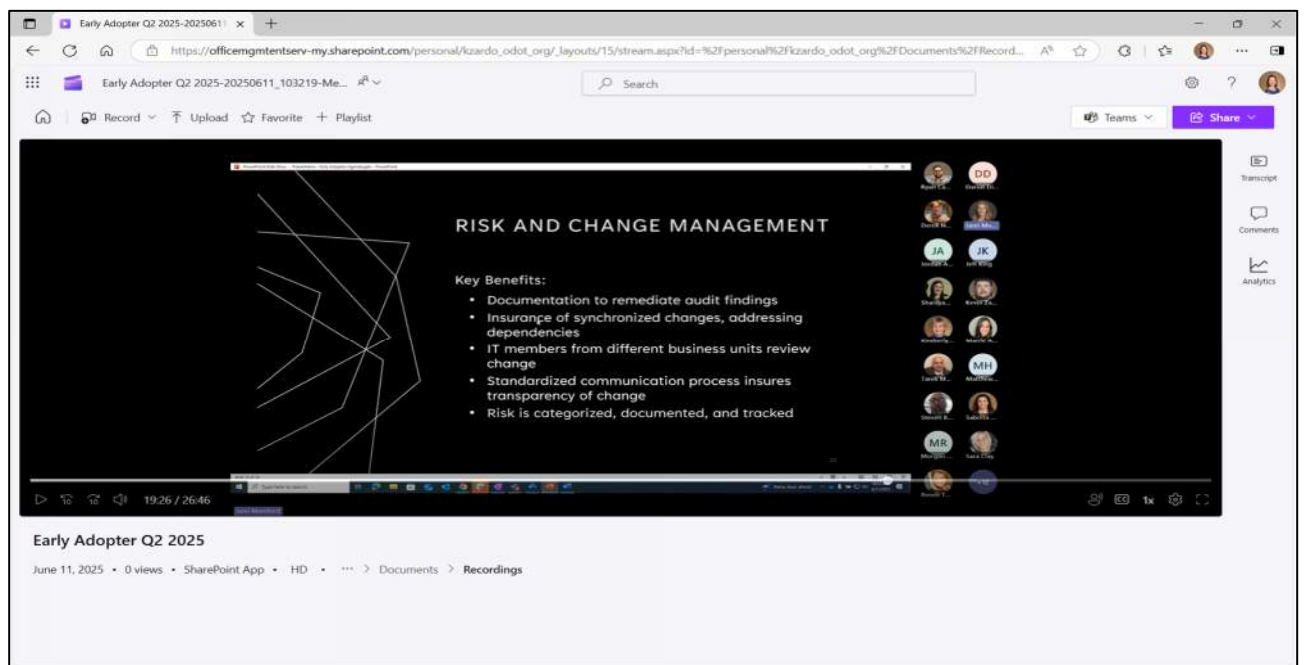 Early Adopter Q2 2025-2025061
https://officemgmtentserv-my.sharepoint.com/personal/kzardo_odot_org/_layouts/15/stream.aspx?id=%2Fpersonal%2Fkzardo_odot_org%2FDocuments%2FRecord...
Early Adopter Q2 2025-20250611_103219-Me...
Search
Record
Upload
Favorite
Playlist
Teams
Share
Transcript
Comments
Analytics
RISK AND CHANGE MANAGEMENT
Key Benefits:
• Documentation to remediate audit findings
• Insurance of synchronized changes, addressing
dependencies
• IT members from different business units review
change
• Standardized communication process insures
transparency of change
• Risk is categorized, documented, and tracked
DD
JA
JK
Jeff King
MH
MR
Sara Clay
19:26 / 26:46
CC
1x
Early Adopter Q2 2025
June 11, 2025 • 0 views • SharePoint App • HD • ... > Documents > Recordings